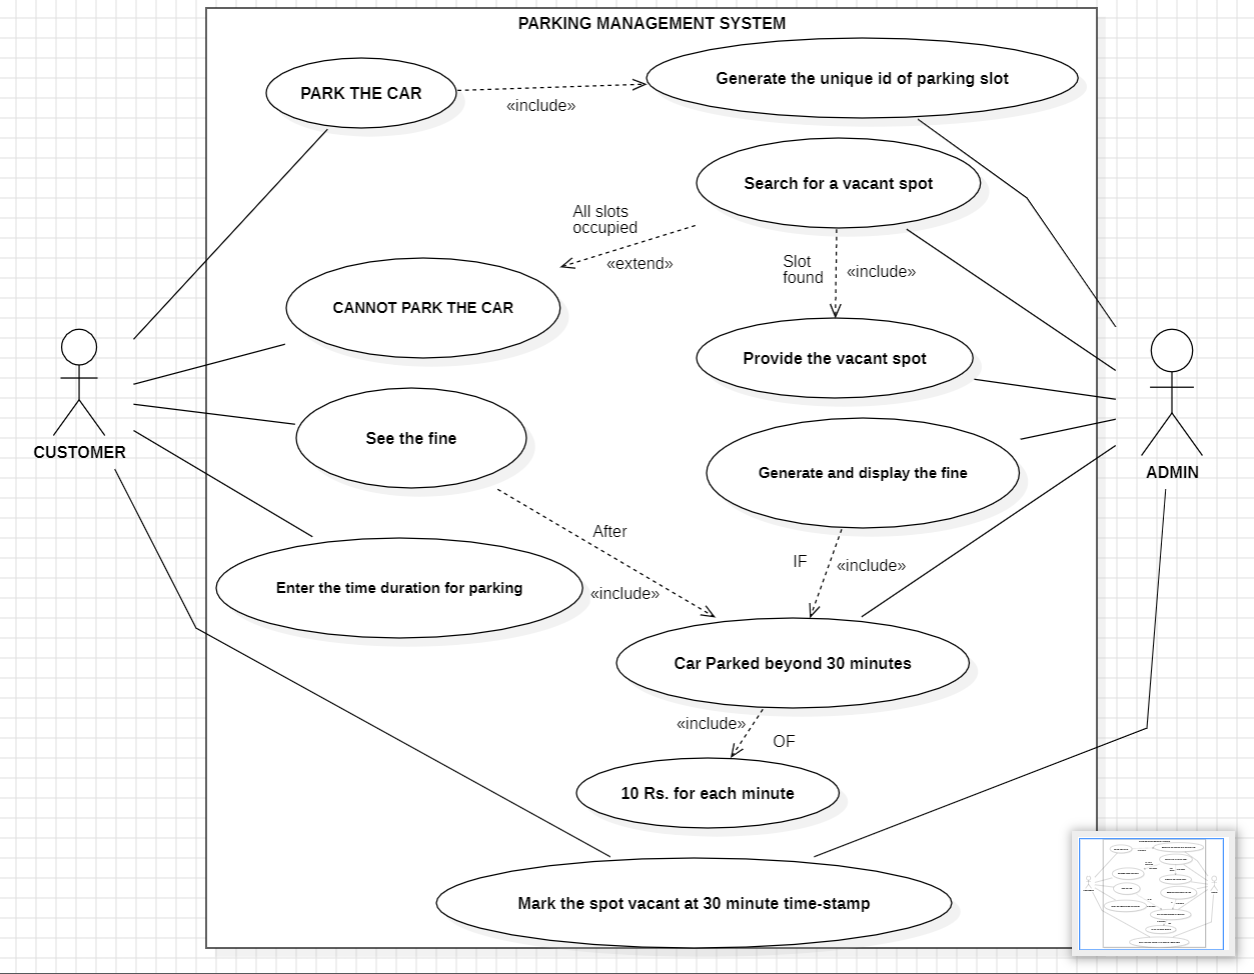 PARKING MANAGEMENT SYSTEM
PARK THE CAR
«include»
Generate the unique id of parking slot
Search for a vacant spot
All slots
occupied
«extend»
Slot
found
«include»
CANNOT PARK THE CAR
Provide the vacant spot
CUSTOMER
See the fine
Generate and display the fine
ADMIN
After
«include»
IF
«include»
Enter the time duration for parking
Car Parked beyond 30 minutes
«include»
OF
10 Rs. for each minute
Mark the spot vacant at 30 minute time-stamp